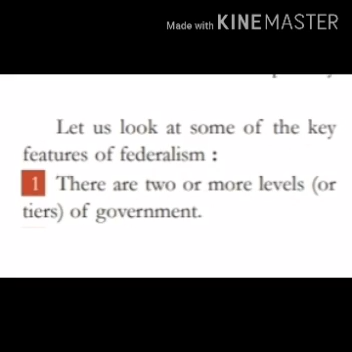 Made with KINEMASTER
Let us look at some of the key
features of federalism :
1 There are two or more levels (or
tiers) of government.